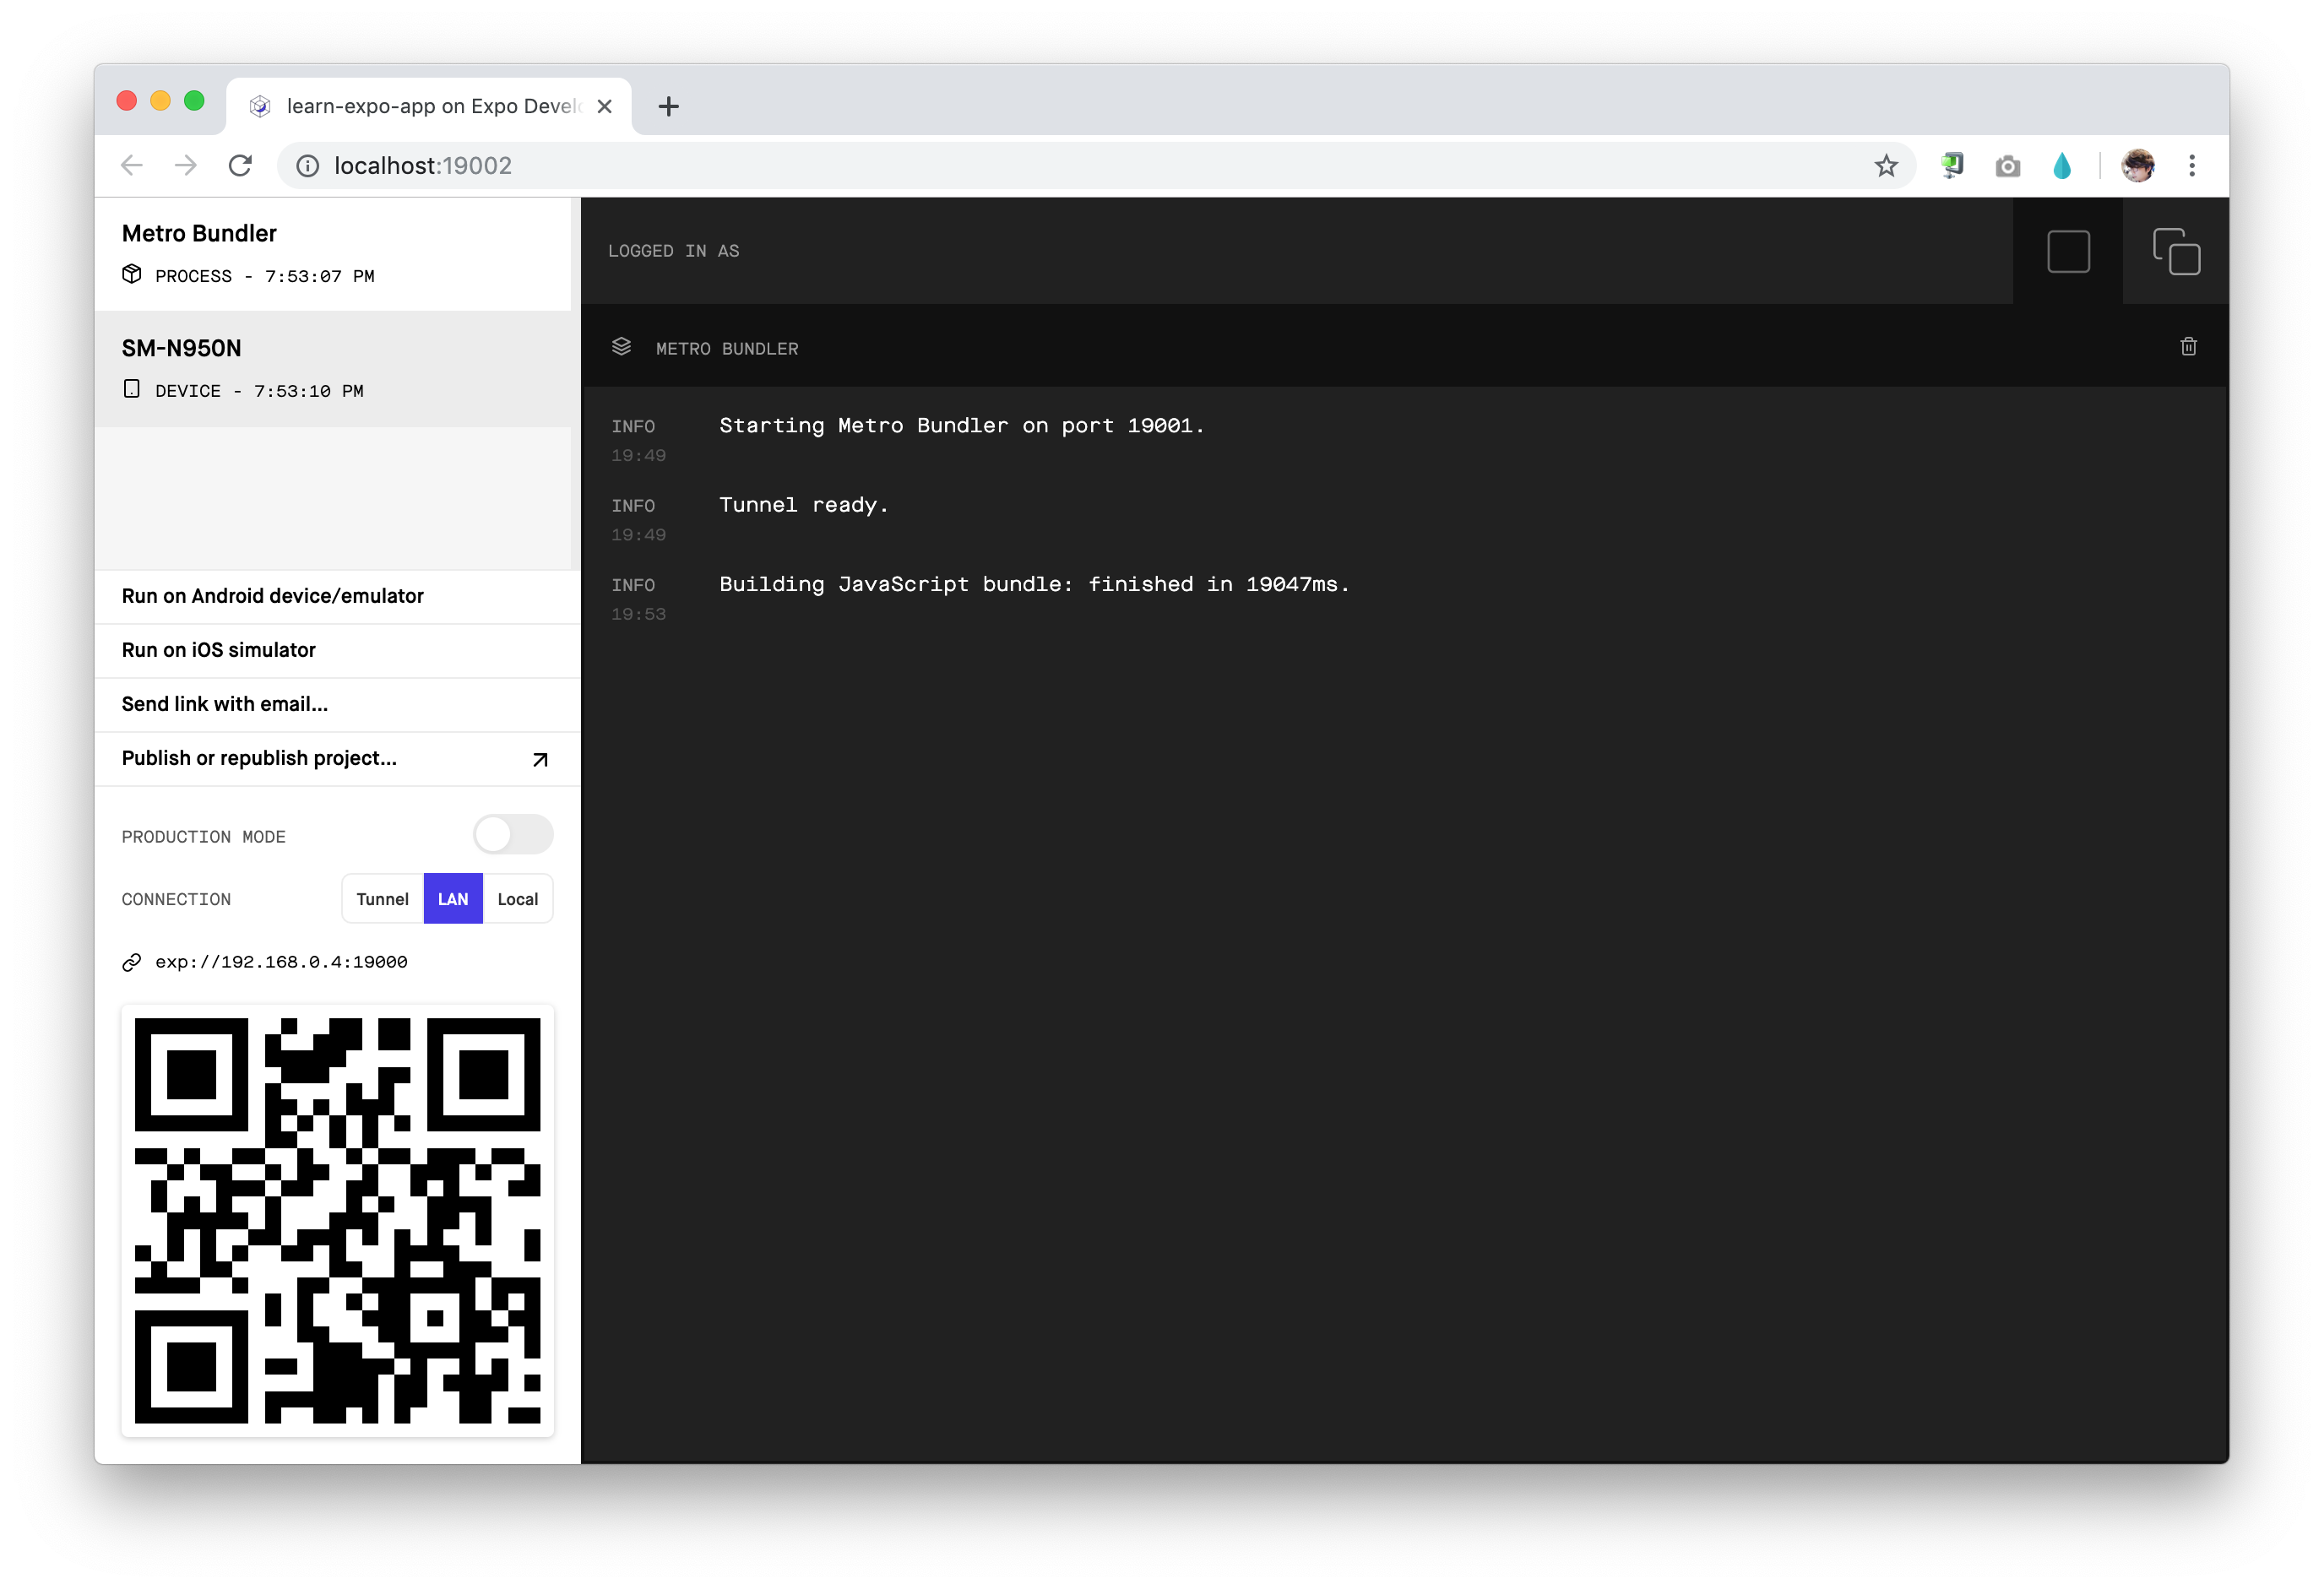 learn-expo-app on Expo Develo
localhost:19002
Metro Bundler
PROCESS - 7:53:07 PM
SM-N950N
DEVICE - 7:53:10 PM
Run on Android device/emulator
Run on iOS simulator
Send link with email...
Publish or republish project...
PRODUCTION MODE
CONNECTION
Tunnel LAN Local
exp://192.168.0.4:19000
LOGGED IN AS
METRO BUNDLER
INFO Starting Metro Bundler on port 19001.
19:49
INFO Tunnel ready.
19:49
INFO Building JavaScript bundle: finished in 19047ms.
19:53